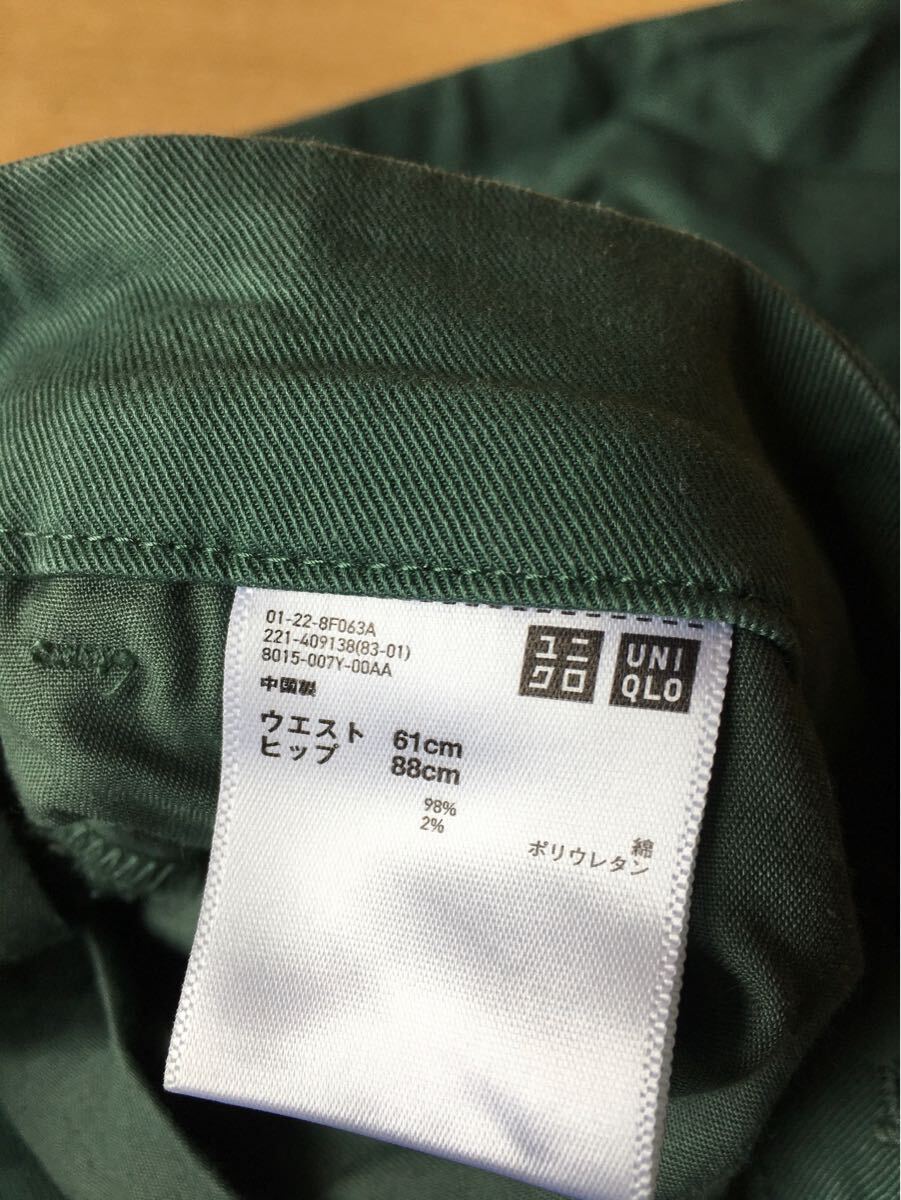 01-22-8F063A
221-409138(83-01)
8015-007Y-00AA
中国製
ユニ
クロ
UNI
QLO
ウエスト 61cm
ヒップ 88cm
98% 綿
2% ポリウレタン